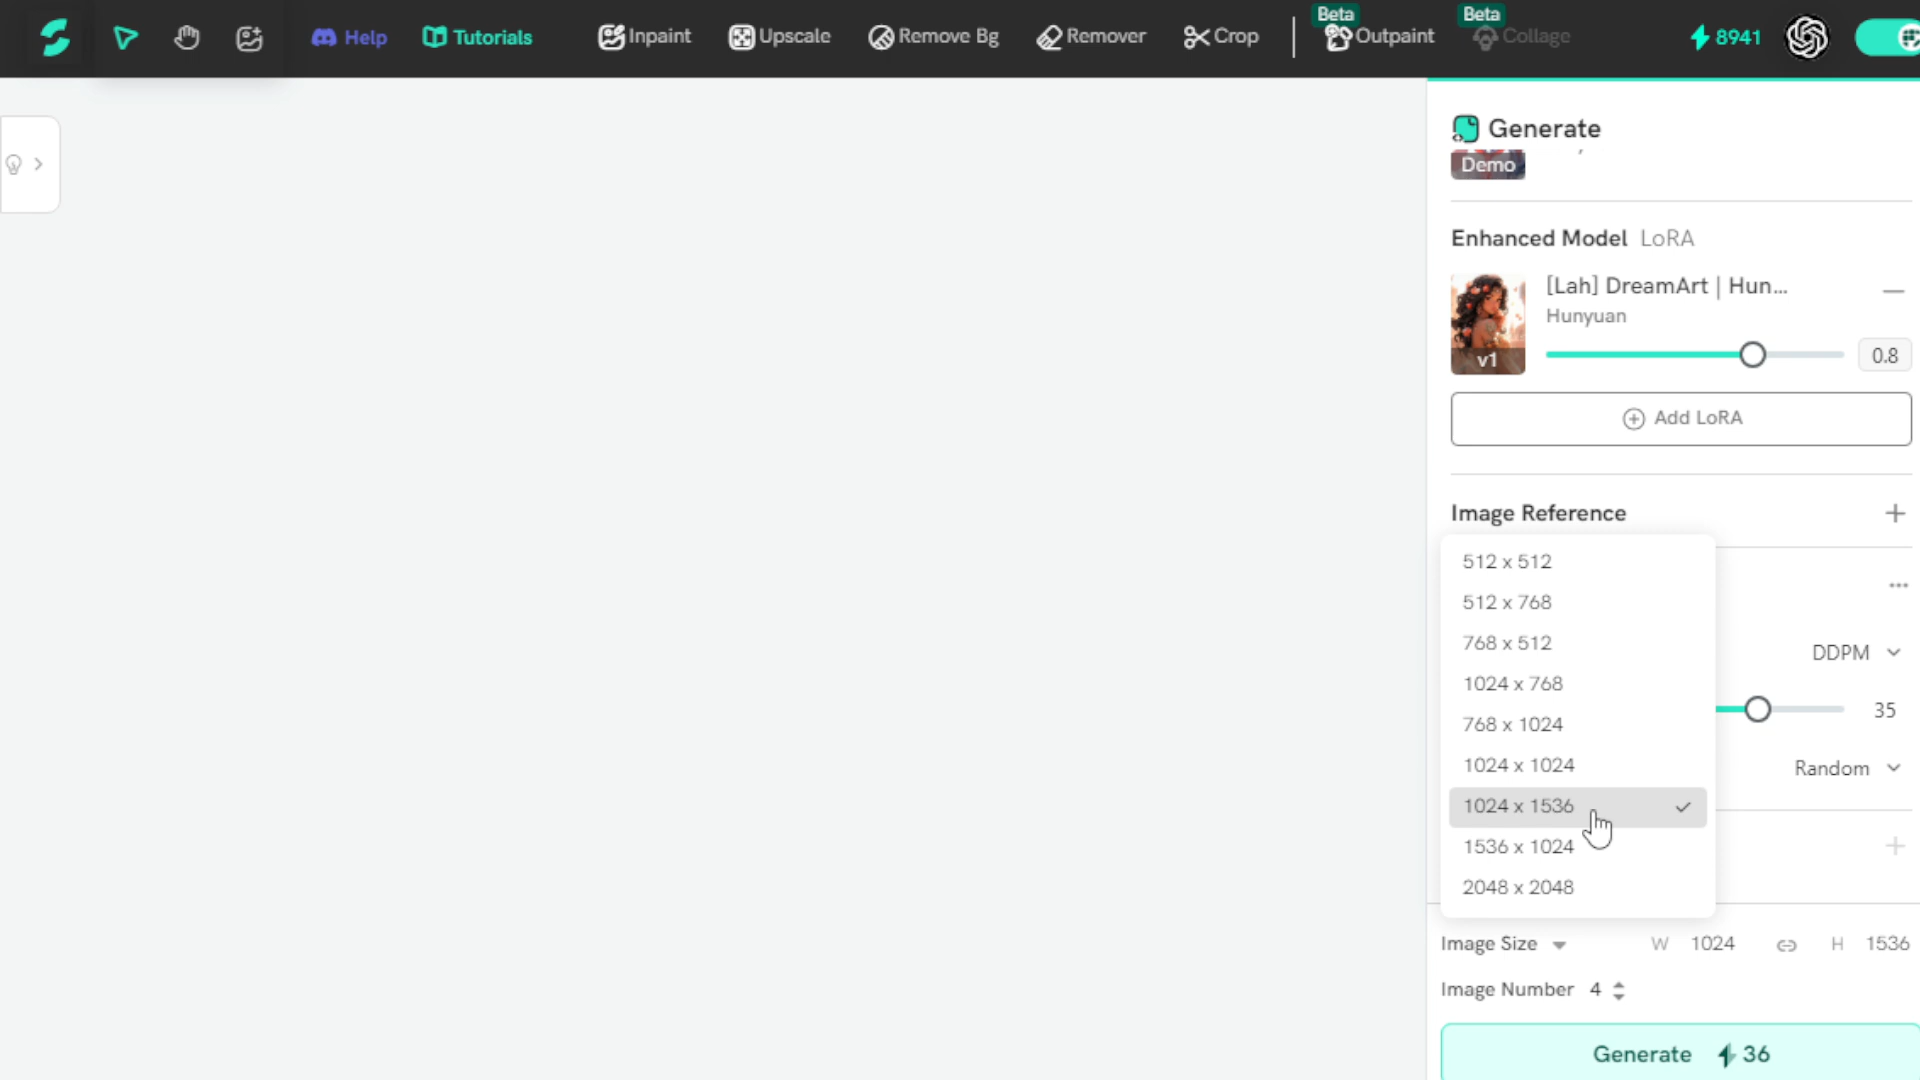 Help
Tutorials
Inpaint
Upscale
Remove Bg
Remover
Crop
Beta
Outpaint
Beta
Collage
8941
Generate
Demo
Enhanced Model LoRA
[Lah] DreamArt | Hun...
Hunyuan
v1
0.8
Add LoRA
Image Reference
512 x 512
512 x 768
768 x 512
1024 x 768
DDPM
768 x 1024
35
1024 x 1024
Random
1024 x 1536
1536 x 1024
2048 x 2048
Image Size W 1024 H 1536
Image Number 4
Generate 36